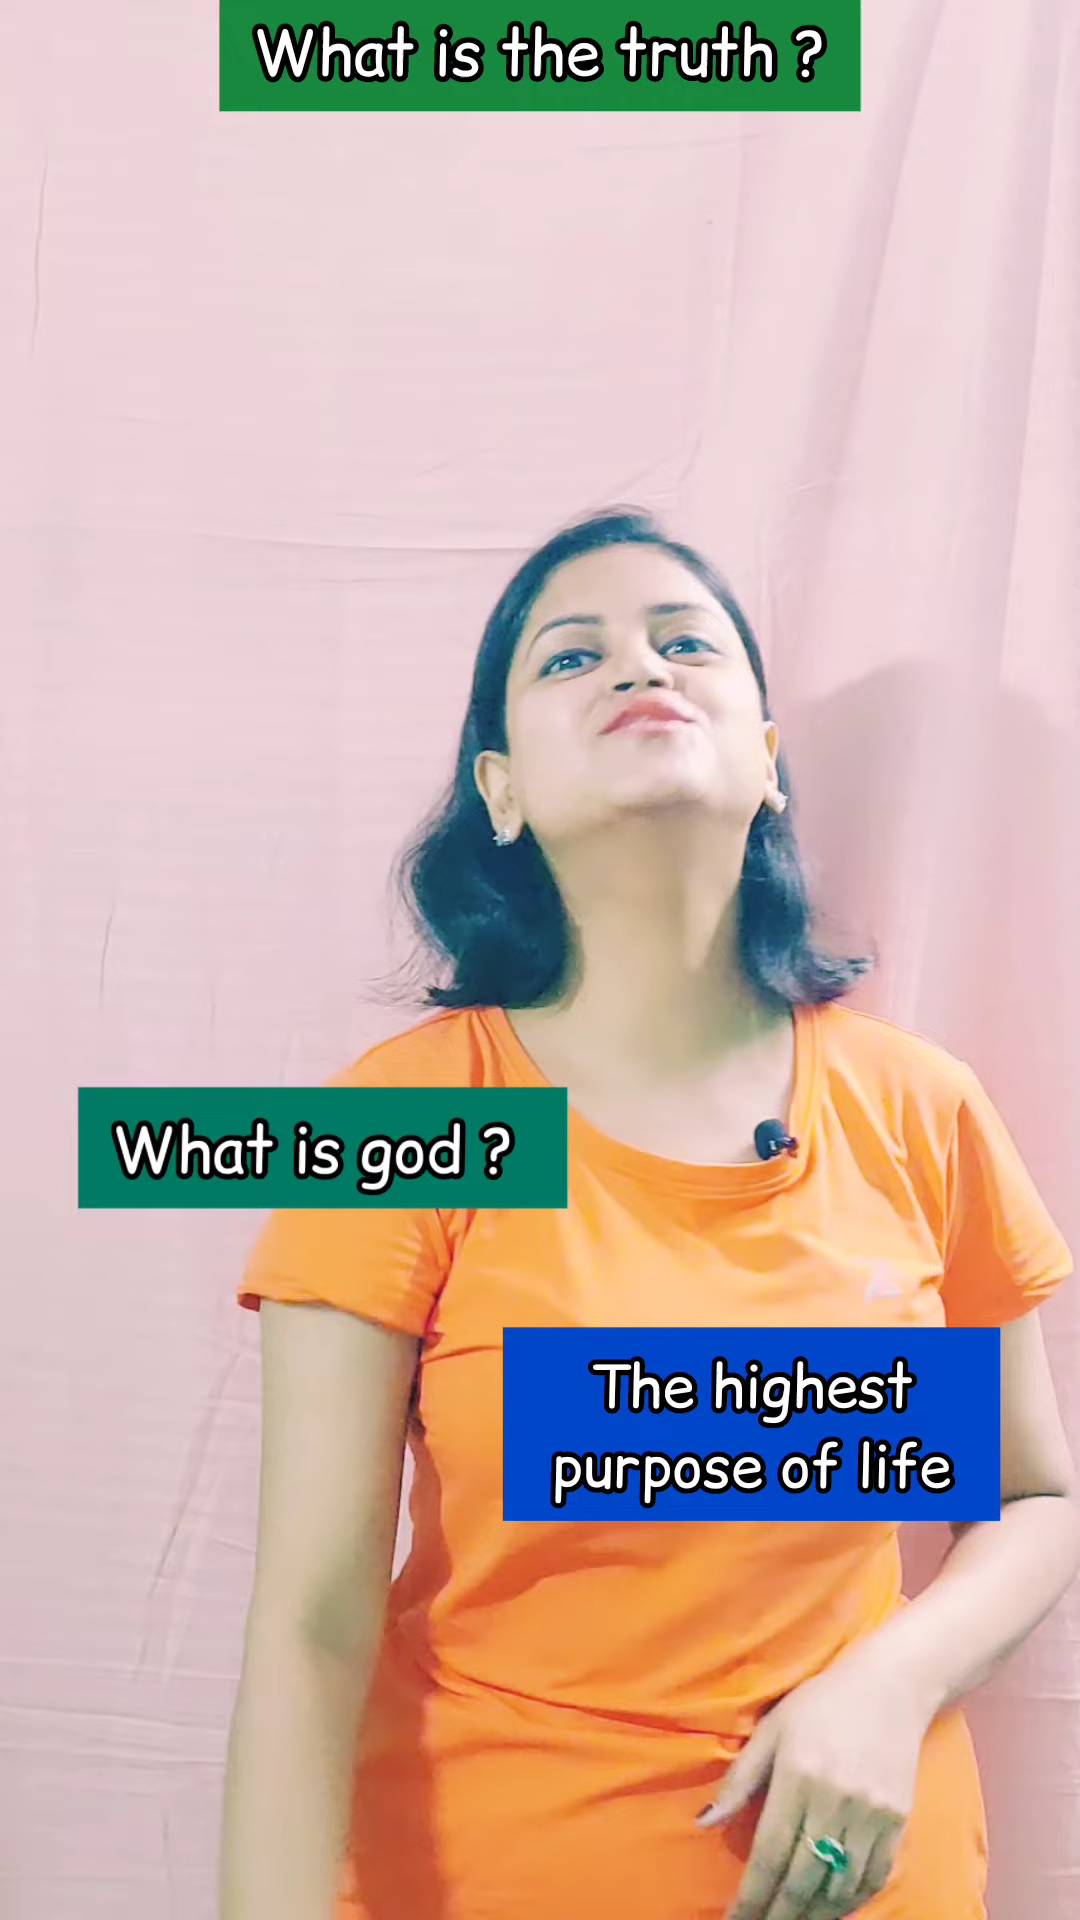 What is the truth ?
What is god ?
The highest
purpose of life